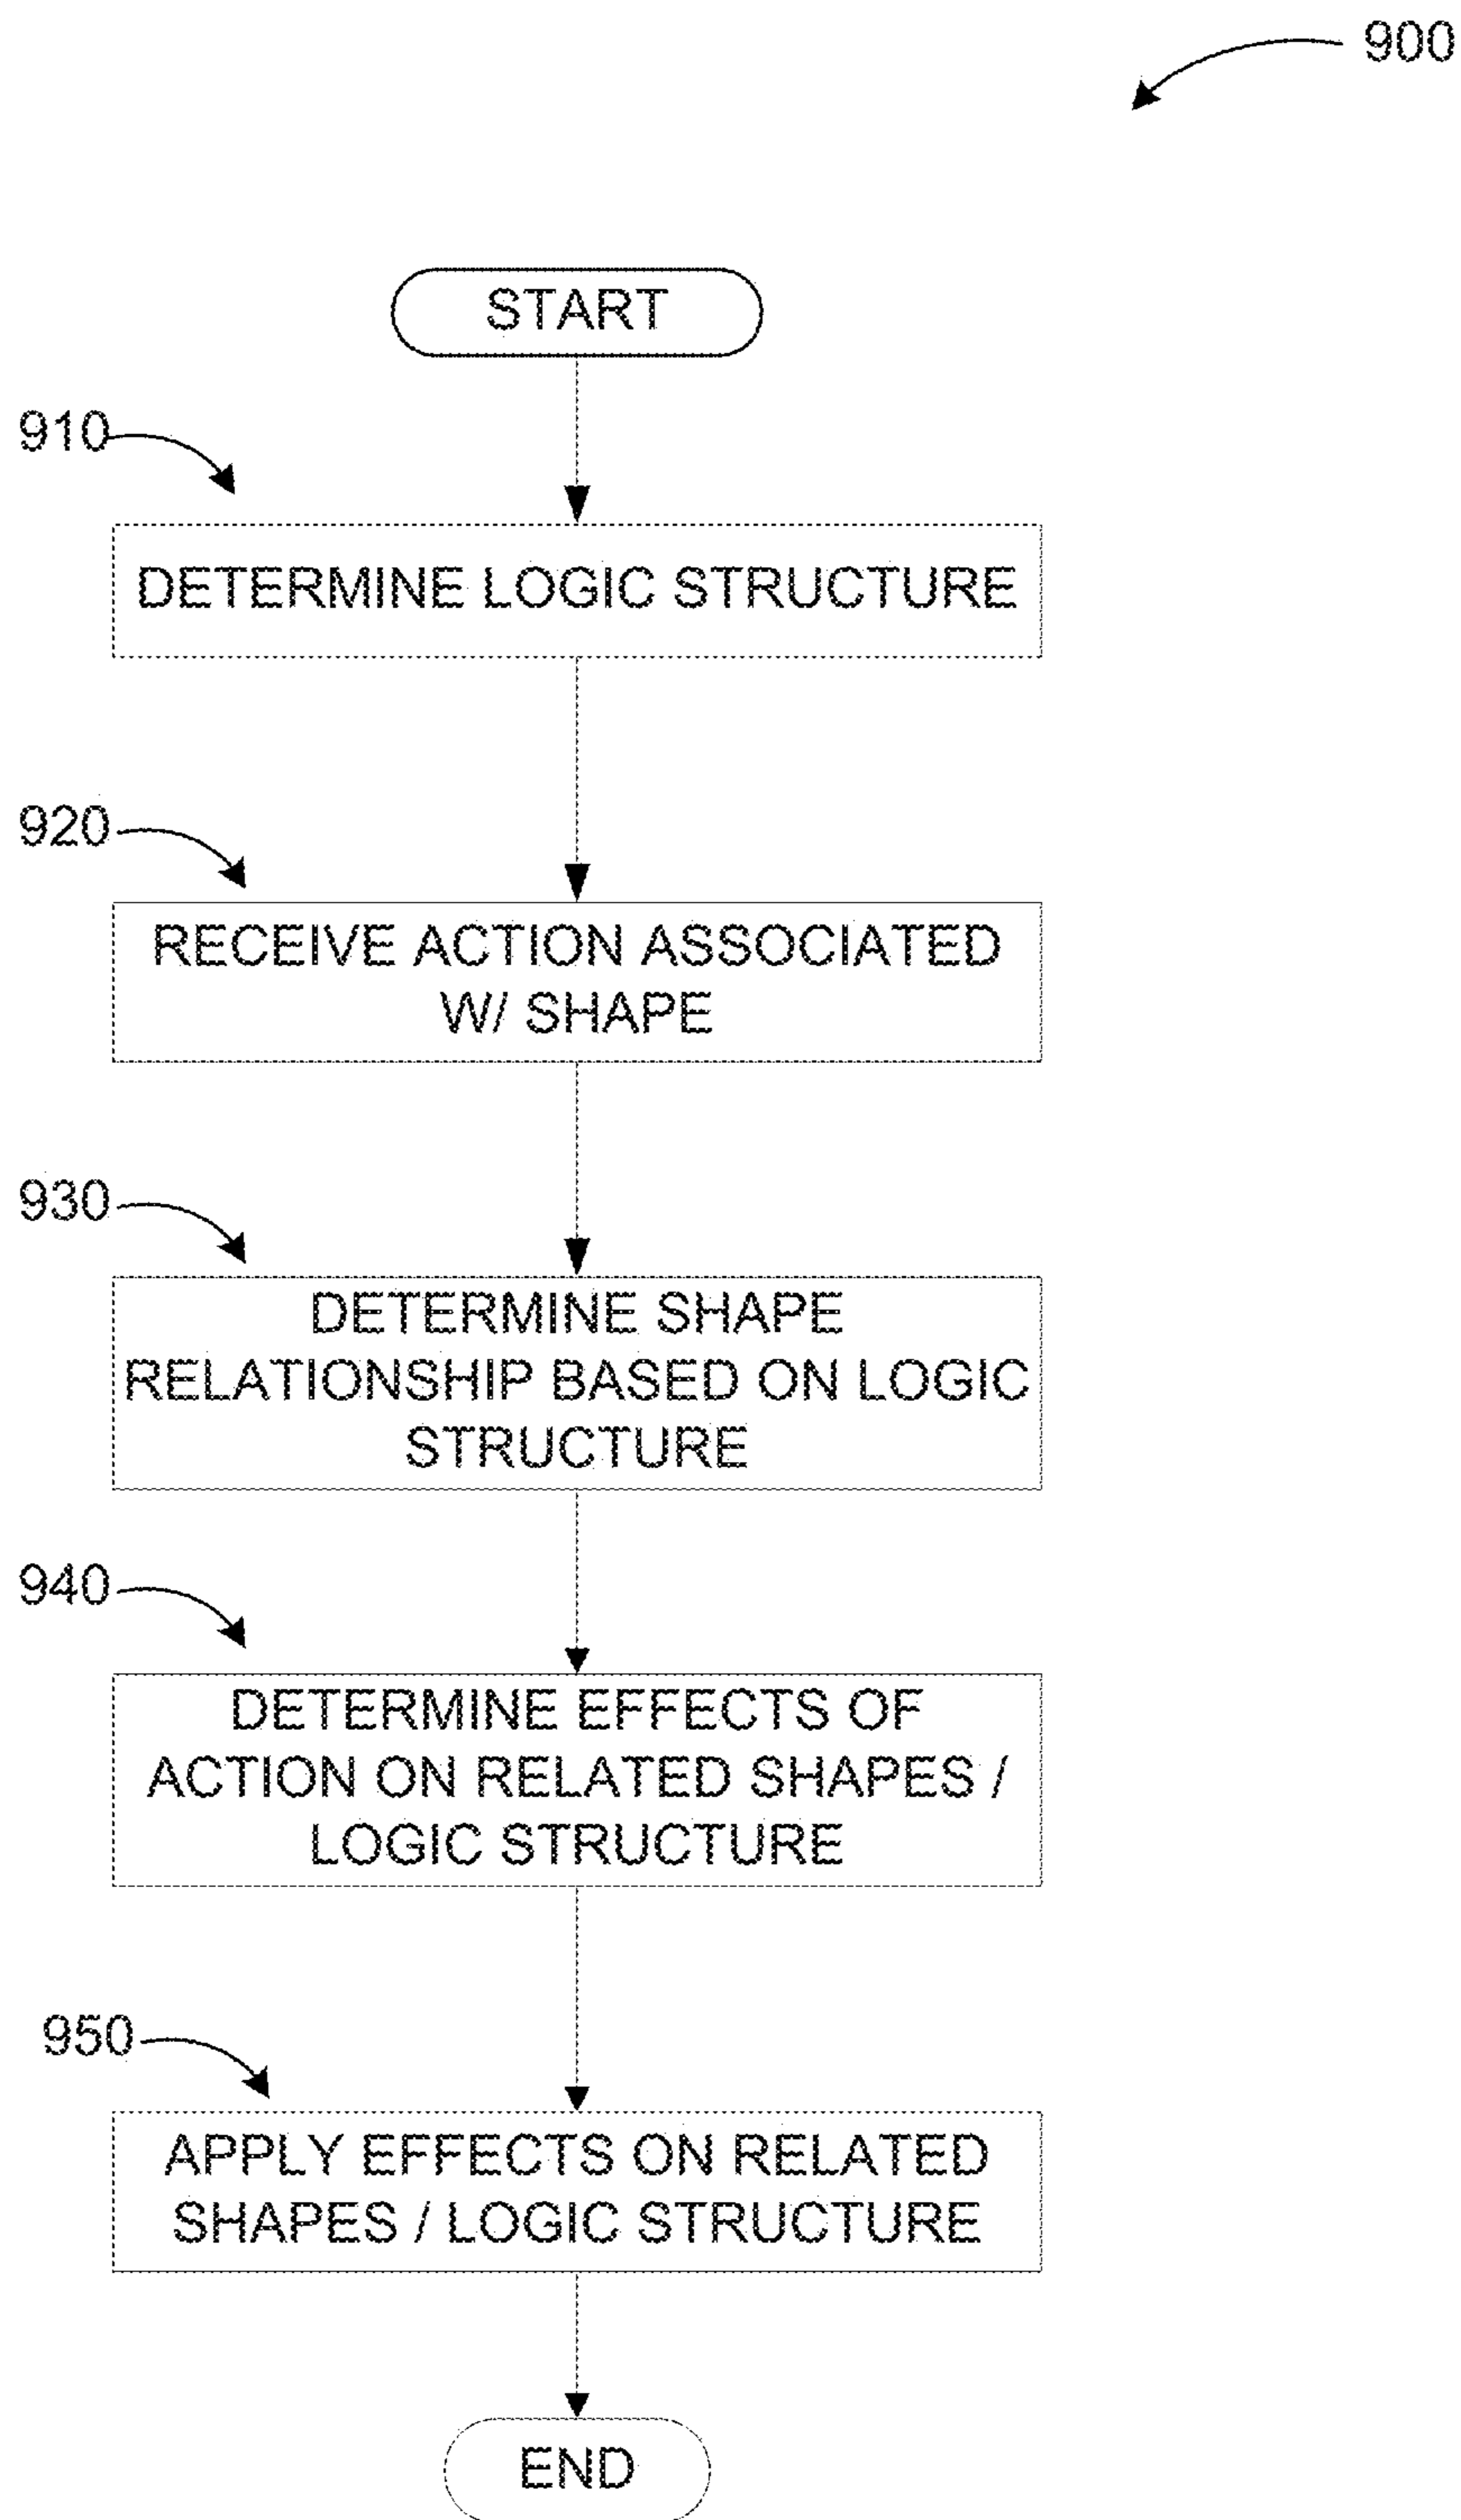 900
START
910
DETERMINE LOGIC STRUCTURE
920
RECEIVE ACTION ASSOCIATED
W/ SHAPE
930
DETERMINE SHAPE
RELATIONSHIP BASED ON LOGIC
STRUCTURE
940
DETERMINE EFFECTS OF
ACTION ON RELATED SHAPES /
LOGIC STRUCTURE
950
APPLY EFFECTS ON RELATED
SHAPES / LOGIC STRUCTURE
END